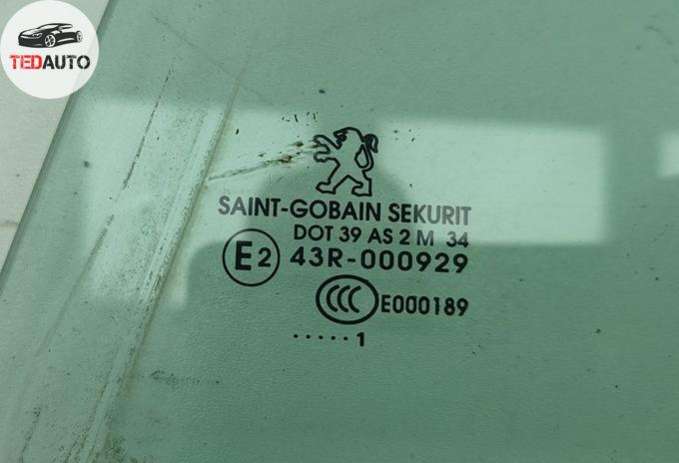 TEDAUTO
SAINT-GOBAIN SEKURIT
DOT 39 AS 2 M 34
E2 43R-000929
CCC E000189
..... 1